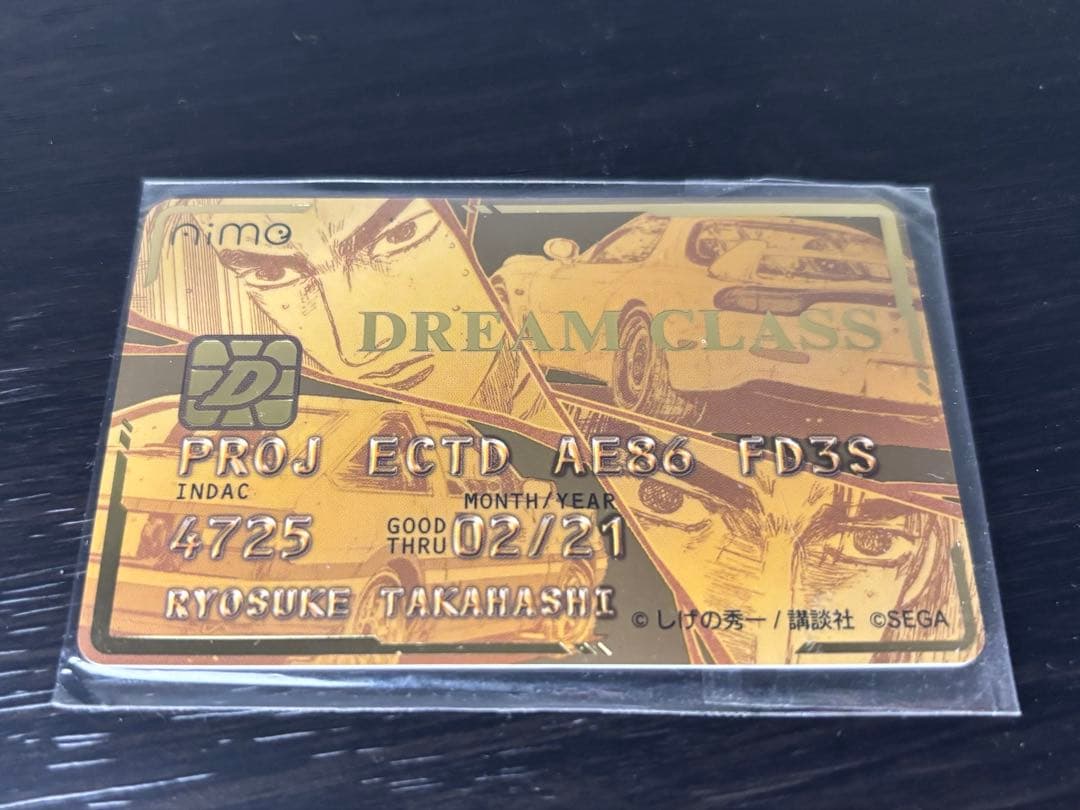 Aime
DREAM CLASS
D
PROJ ECTD AE86 FD3S
INDAC
MONTH/YEAR
4725 GOOD THRU 02/21
RYOSUKE TAKAHASHI
©しげの秀一/講談社 ©SEGA